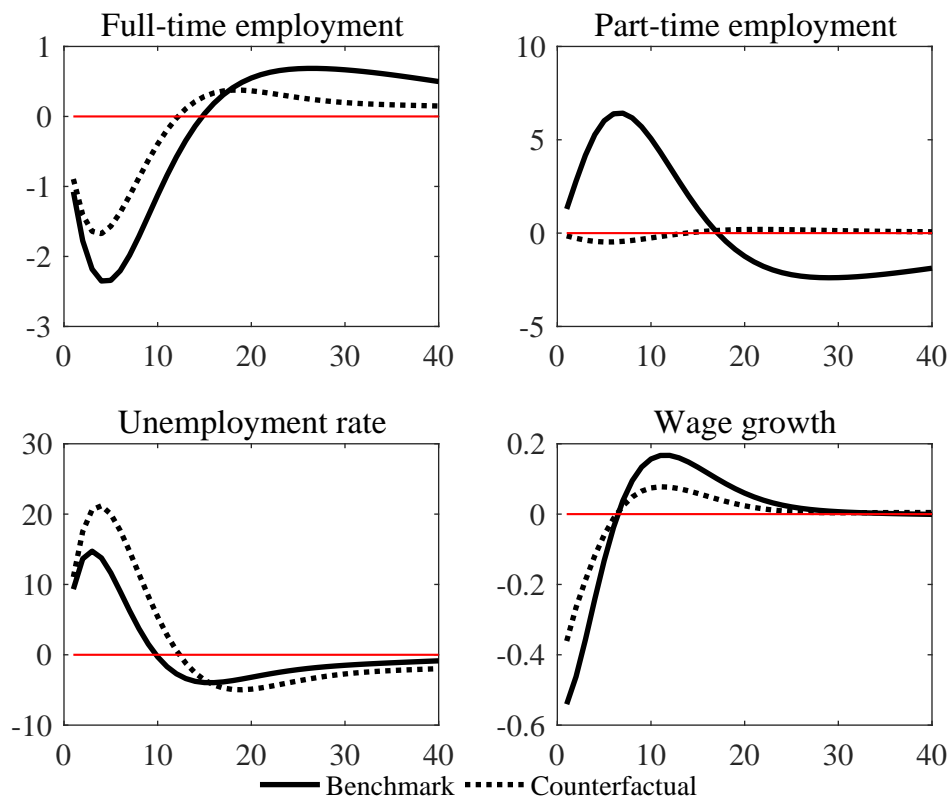 Full-time employment
1
0
-1
-2
-3
0 10 20 30 40
Part-time employment
10
5
0
-5
0 10 20 30 40
Unemployment rate
30
20
10
0
-10
0 10 20 30 40
Wage growth
0.2
0
-0.2
-0.4
-0.6
0 10 20 30 40
Benchmark Counterfactual